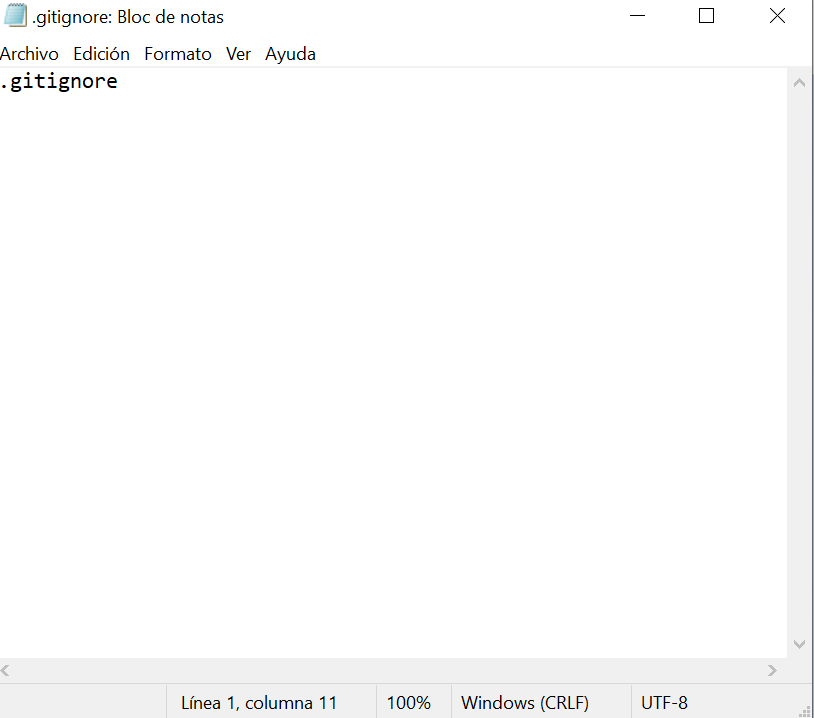 .gitignore: Bloc de notas
Archivo Edición Formato Ver Ayuda
.gitignore
Línea 1, columna 11 100% Windows (CRLF) UTF-8